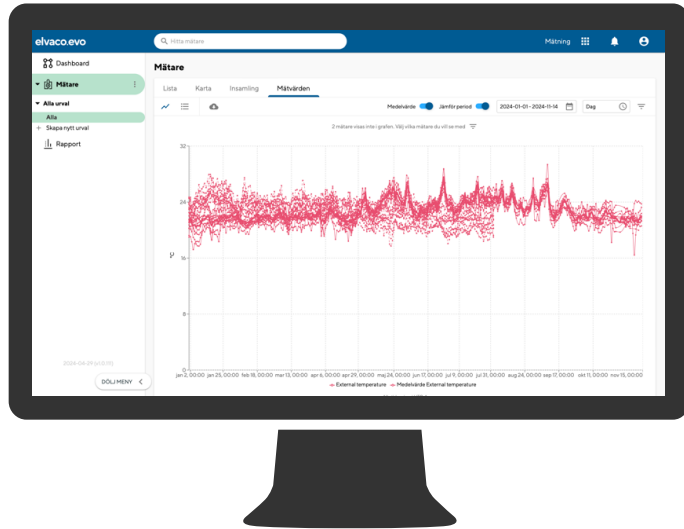 elvaco.evo
Hitta mätare
Mätning
Dashboard
Mätare
Alla urval
Alla
Skapa nytt urval
Rapport
Mätare
Lista Karta Insamling Mätvärden
Medelvärde Jämför period 2024-01-01 - 2024-11-14 Dag
2 mätare visas inte i grafen. Välj vilka mätare du vill se med
32
24
°C
16
8
0
jan 2, 00:00 jan 25, 00:00 feb 18, 00:00 mar 13, 00:00 apr 6, 00:00 apr 29, 00:00 maj 24, 00:00 jun 17, 00:00 jul 9, 00:00 jul 31, 00:00 aug 24, 00:00 sep 17, 00:00 okt 11, 00:00 nov 15, 00:00
External temperature Medelvärde External temperature
DÖLJ MENY